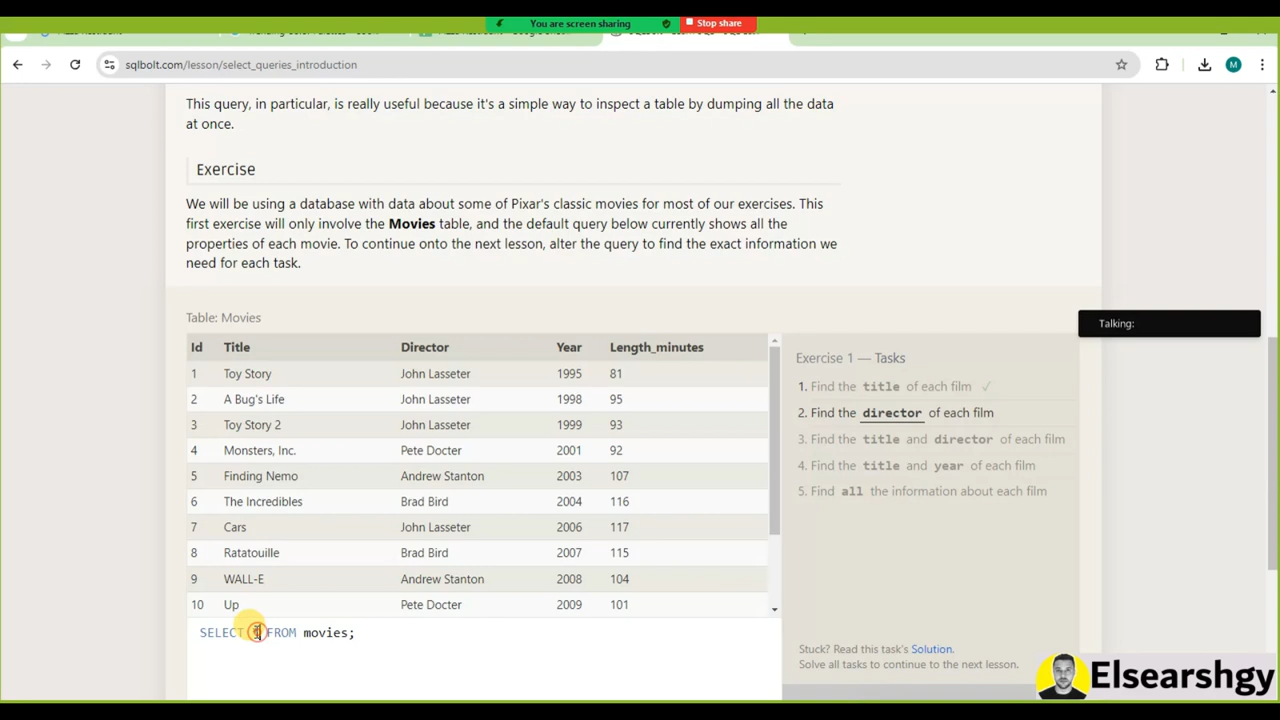 You are screen sharing
Stop share
sqlbolt.com/lesson/select_queries_introduction
M
This query, in particular, is really useful because it's a simple way to inspect a table by dumping all the data
at once.
Exercise
We will be using a database with data about some of Pixar's classic movies for most of our exercises. This
first exercise will only involve the Movies table, and the default query below currently shows all the
properties of each movie. To continue onto the next lesson, alter the query to find the exact information we
need for each task.
Talking:
Table: Movies
Id Title Director Year Length_minutes
1 Toy Story John Lasseter 1995 81
2 A Bug's Life John Lasseter 1998 95
3 Toy Story 2 John Lasseter 1999 93
4 Monsters, Inc. Pete Docter 2001 92
5 Finding Nemo Andrew Stanton 2003 107
6 The Incredibles Brad Bird 2004 116
7 Cars John Lasseter 2006 117
8 Ratatouille Brad Bird 2007 115
9 WALL-E Andrew Stanton 2008 104
10 Up Pete Docter 2009 101
SELECT FROM movies;
Exercise 1 — Tasks
1. Find the title of each film ✓
2. Find the director of each film
3. Find the title and director of each film
4. Find the title and year of each film
5. Find all the information about each film
Stuck? Read this task's Solution.
Solve all tasks to continue to the next lesson.
Elsearshgy